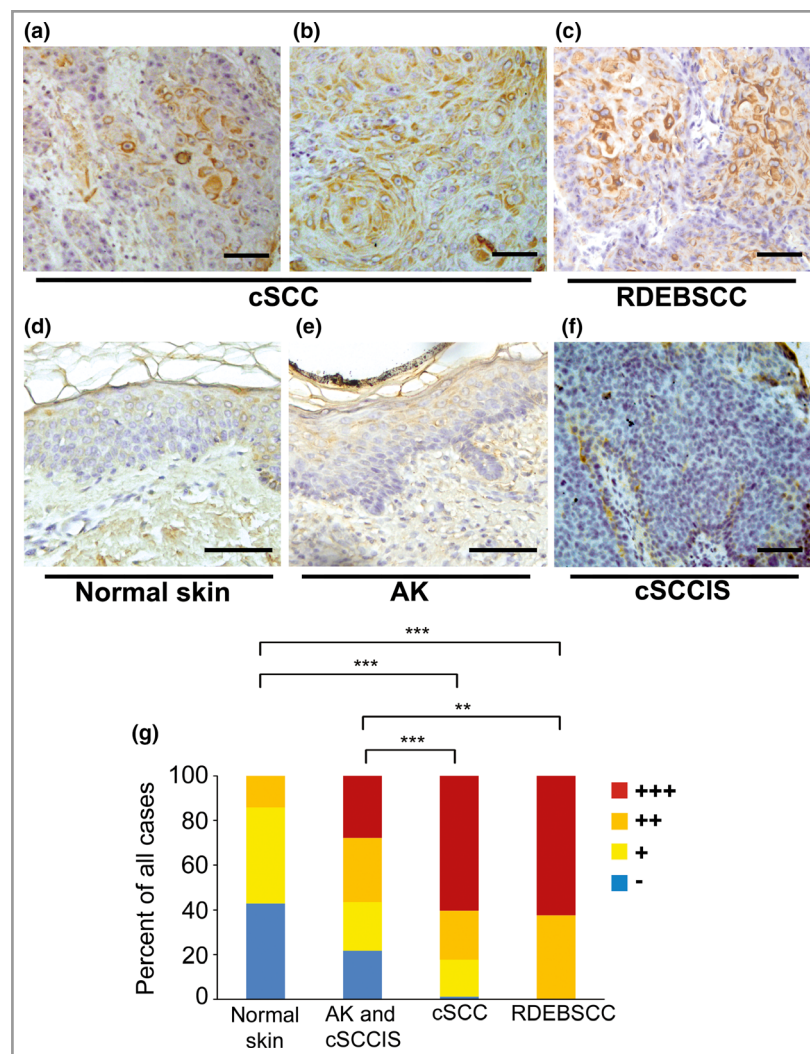 (a)
(b)
(c)
cSCC
RDEBSCC
(d)
(e)
(f)
Normal skin
AK
cSCCIS
***
***
**
***
(g)
Percent of all cases
100
80
60
40
20
0
Normal skin
AK and cSCCIS
cSCC
RDEBSCC
+++
++
+
-